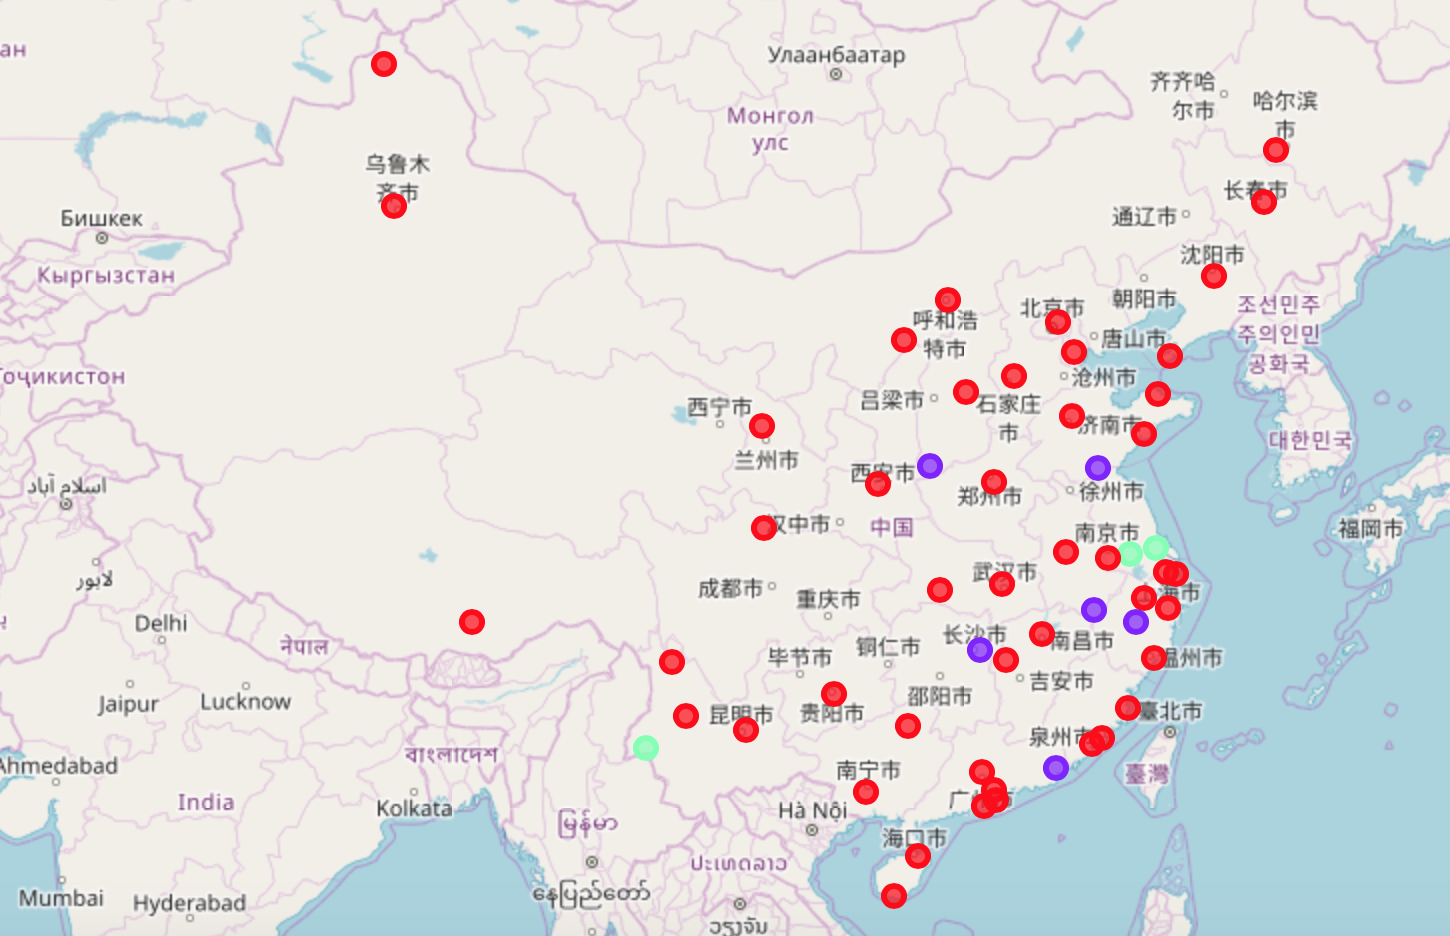 ан
Улаанбаатар
齐齐哈
尔市
哈尔滨
市
Монгол
улс
乌鲁木
齐市
长春市
Бишкек
通辽市
沈阳市
Кыргызстан
朝阳市
조선민주
주의인민
공화국
北京市
呼和浩
特市
唐山市
Тоҷикистон
沧州市
吕梁市
石家庄
市
西宁市
济南市
대한민국
兰州市
西安市
اسلام آباد
郑州市
徐州市
汉中市
中国
南京市
福岡市
لاہور
成都市
武汉市
重庆市
海市
Delhi
नेपाल
长沙市
南昌市
铜仁市
毕节市
温州市
吉安市
Jaipur
Lucknow
邵阳市
昆明市
贵阳市
臺北市
泉州市
বাংলাদেশ
Ahmedabad
南宁市
臺灣
India
Kolkata
Hà Nội
广州市
မြန်မာ
海口市
ປະເທດລາວ
Mumbai
Hyderabad
နေပြည်တော်
ວຽງຈັນ